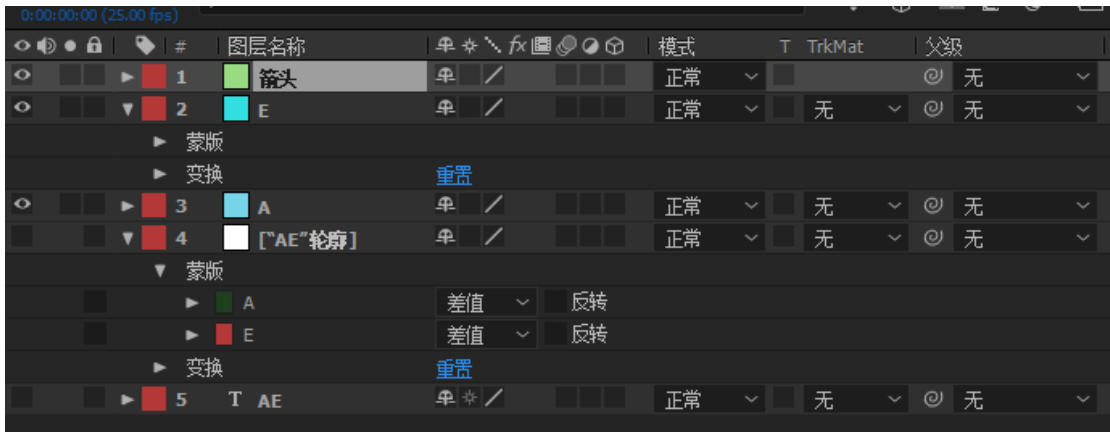 0:00:00:00 (25.00 fps)
# 图层名称 fx 模式 T TrkMat 父级
1 箭头 正常 无
2 E 正常 无 无
蒙版
变换 重置
3 A 正常 无 无
4 ["AE"轮廓] 正常 无 无
蒙版
A 差值 反转
E 差值 反转
变换 重置
5 T AE 正常 无 无